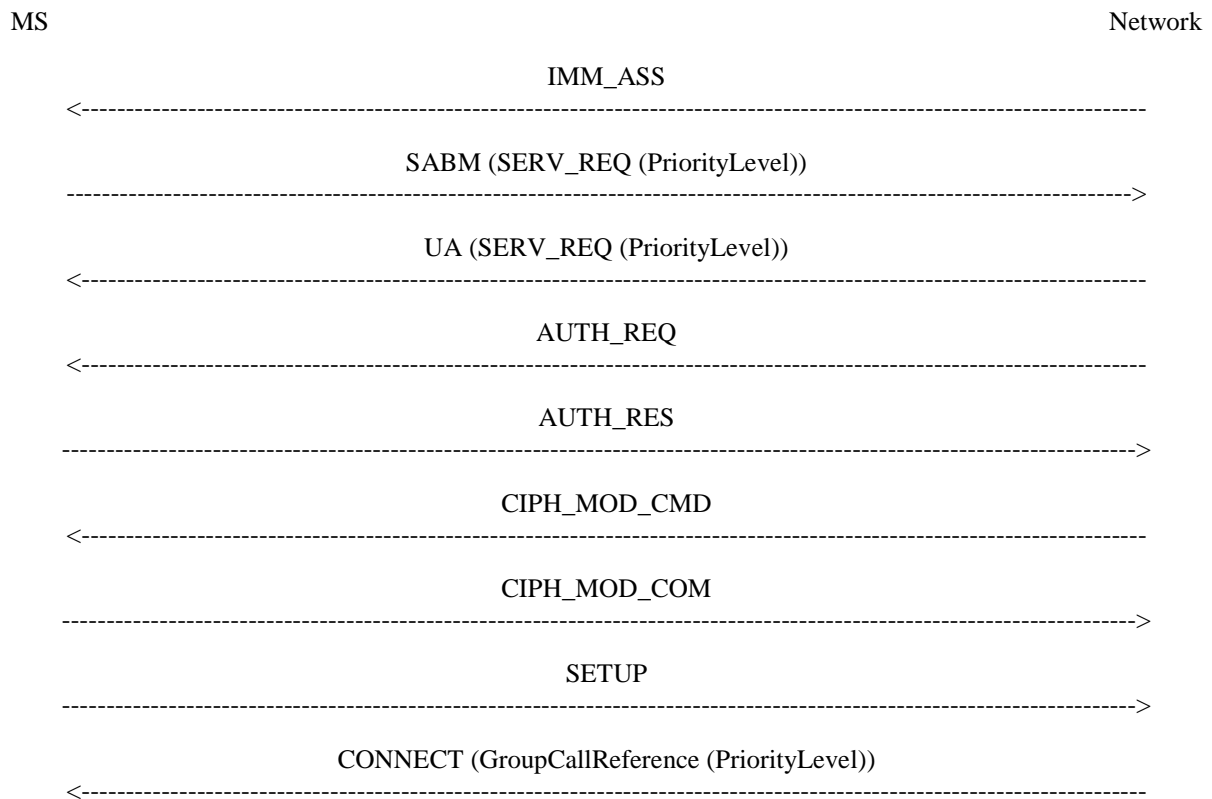 MS Network
IMM_ASS
<-----------------------------------------------------------------------------------------------------------------------
SABM (SERV_REQ (PriorityLevel))
----------------------------------------------------------------------------------------------------------------------->
UA (SERV_REQ (PriorityLevel))
<-----------------------------------------------------------------------------------------------------------------------
AUTH_REQ
<-----------------------------------------------------------------------------------------------------------------------
AUTH_RES
------------------------------------------------------------------------------------------------------------------------>
CIPH_MOD_CMD
<-----------------------------------------------------------------------------------------------------------------------
CIPH_MOD_COM
------------------------------------------------------------------------------------------------------------------------>
SETUP
------------------------------------------------------------------------------------------------------------------------>
CONNECT (GroupCallReference (PriorityLevel))
<-----------------------------------------------------------------------------------------------------------------------